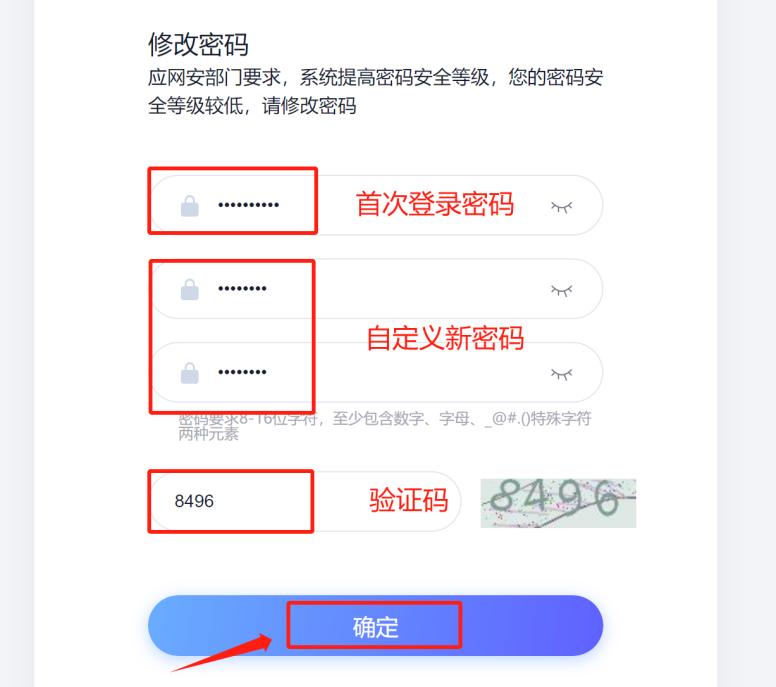 修改密码
应网安部门要求，系统提高密码安全等级，您的密码安
全等级较低，请修改密码
•••••••••• 首次登录密码
••••••••
自定义新密码
••••••••
密码要求8-16位字符，至少包含数字、字母、_@#.()特殊字符
两种元素
8496 验证码 8496
确定